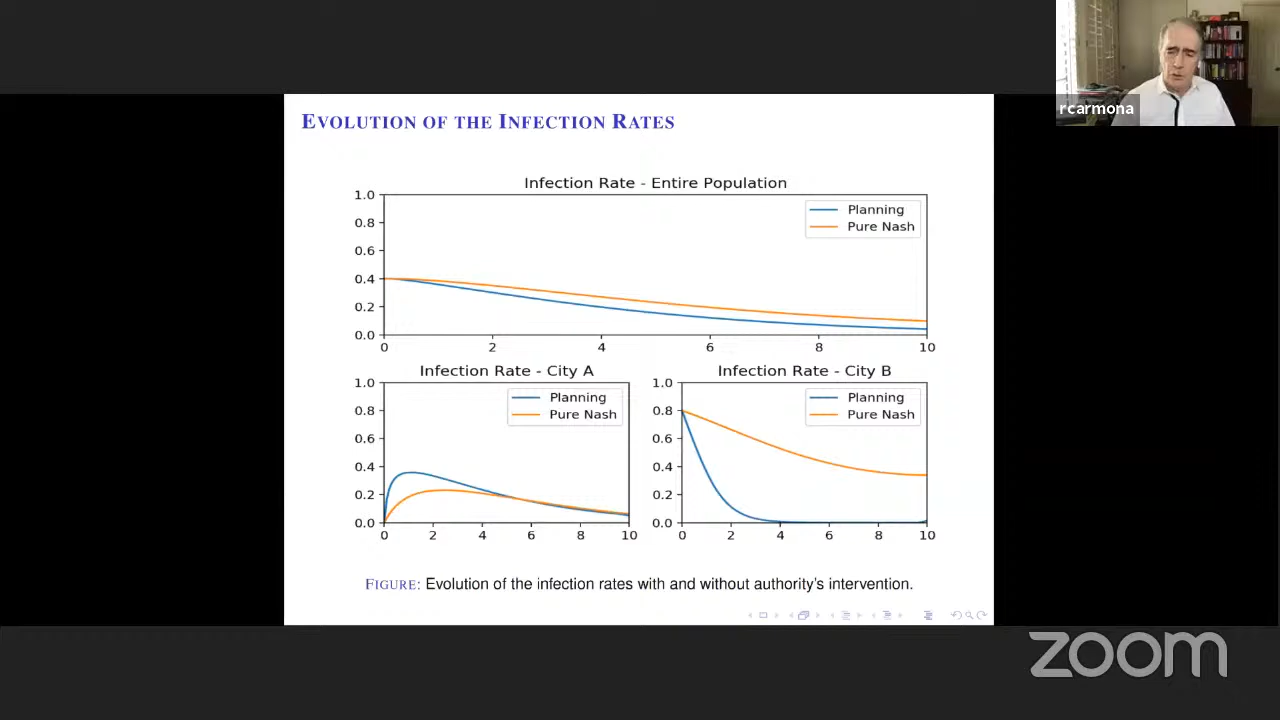 rcarmona
EVOLUTION OF THE INFECTION RATES
Infection Rate - Entire Population
1.0
0.8
0.6
0.4
0.2
0.0
0 2 4 6 8 10
Planning
Pure Nash
Infection Rate - City A
1.0
0.8
0.6
0.4
0.2
0.0
0 2 4 6 8 10
Planning
Pure Nash
Infection Rate - City B
1.0
0.8
0.6
0.4
0.2
0.0
0 2 4 6 8 10
Planning
Pure Nash
FIGURE: Evolution of the infection rates with and without authority's intervention.
zoom